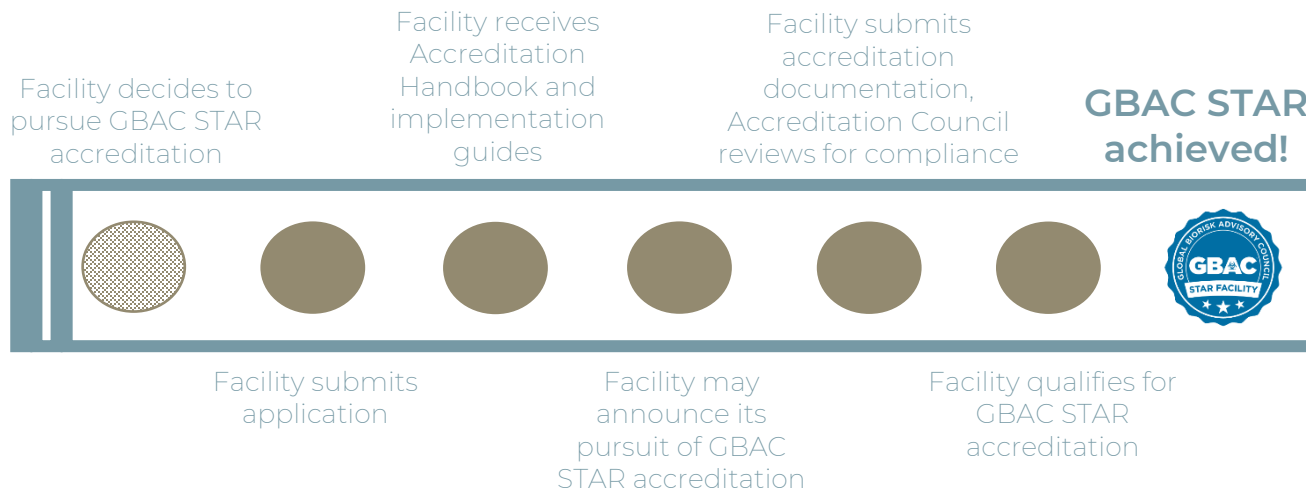 Facility decides to
pursue GBAC STAR
accreditation
Facility submits
application
Facility receives
Accreditation
Handbook and
implementation
guides
Facility may
announce its
pursuit of GBAC
STAR accreditation
Facility submits
accreditation
documentation,
Accreditation Council
reviews for compliance
Facility qualifies for
GBAC STAR
accreditation
GBAC STAR
achieved!
GLOBAL BIORISK ADVISORY COUNCIL
GBAC
STAR FACILITY